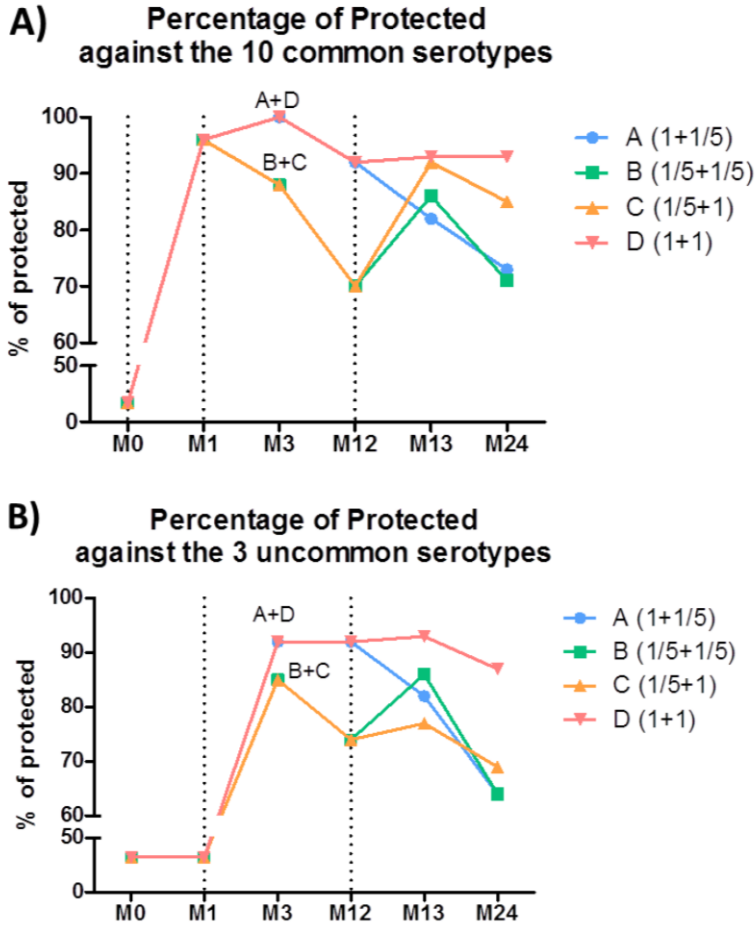 A)
Percentage of Protected
against the 10 common serotypes
% of protected
100
90
80
70
60
50
0
A+D
B+C
M0 M1 M3 M12 M13 M24
A (1+1/5)
B (1/5+1/5)
C (1/5+1)
D (1+1)
B)
Percentage of Protected
against the 3 uncommon serotypes
% of protected
100
90
80
70
60
50
0
A+D
B+C
M0 M1 M3 M12 M13 M24
A (1+1/5)
B (1/5+1/5)
C (1/5+1)
D (1+1)